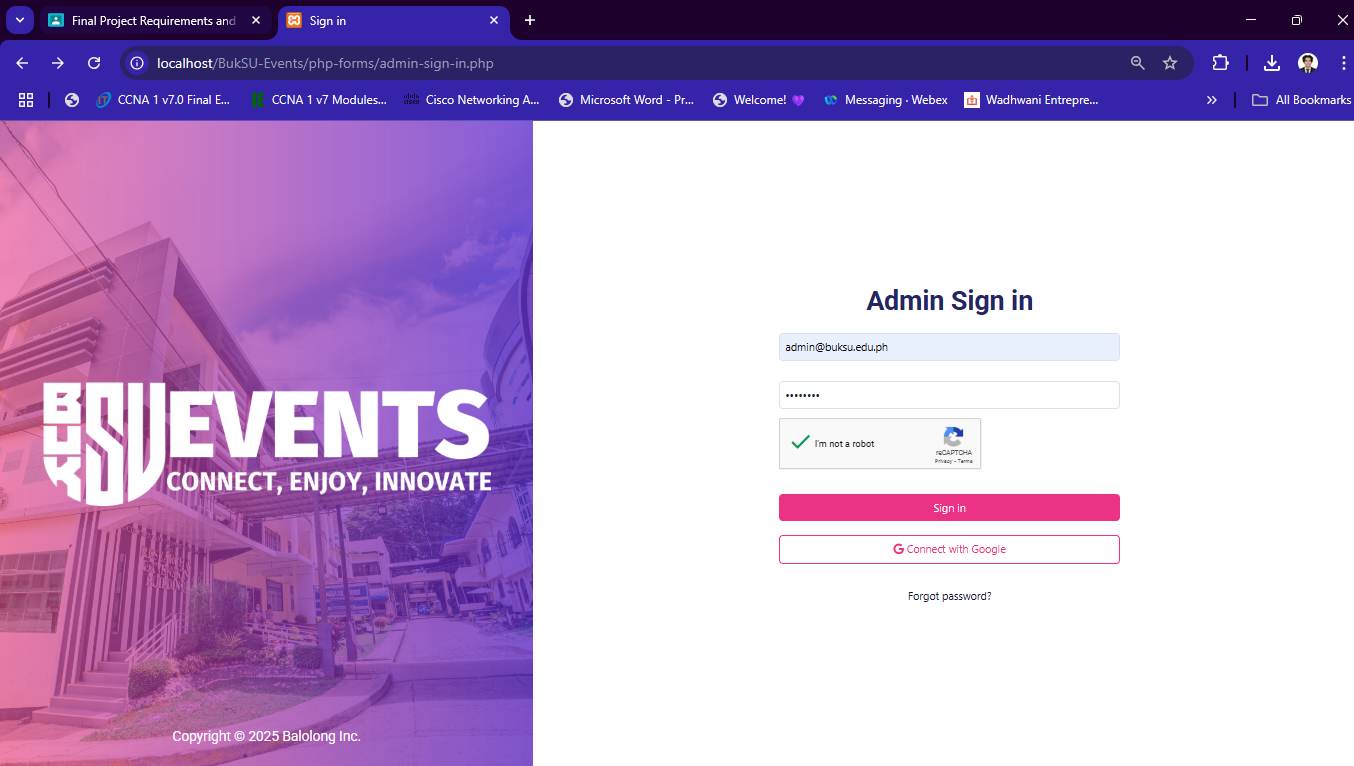 Final Project Requirements and
Sign in
localhost/BukSU-Events/php-forms/admin-sign-in.php
CCNA 1 v7.0 Final E...
CCNA 1 v7 Modules...
Cisco Networking A...
Microsoft Word - Pr...
Welcome! 💜
Messaging · Webex
Wadhwani Entrepre...
All Bookmarks
BUKSU EVENTS
CONNECT, ENJOY, INNOVATE
Copyright © 2025 Balolong Inc.
Admin Sign in
admin@buksu.edu.ph
••••••••
I'm not a robot
reCAPTCHA
Privacy - Terms
Sign in
Connect with Google
Forgot password?